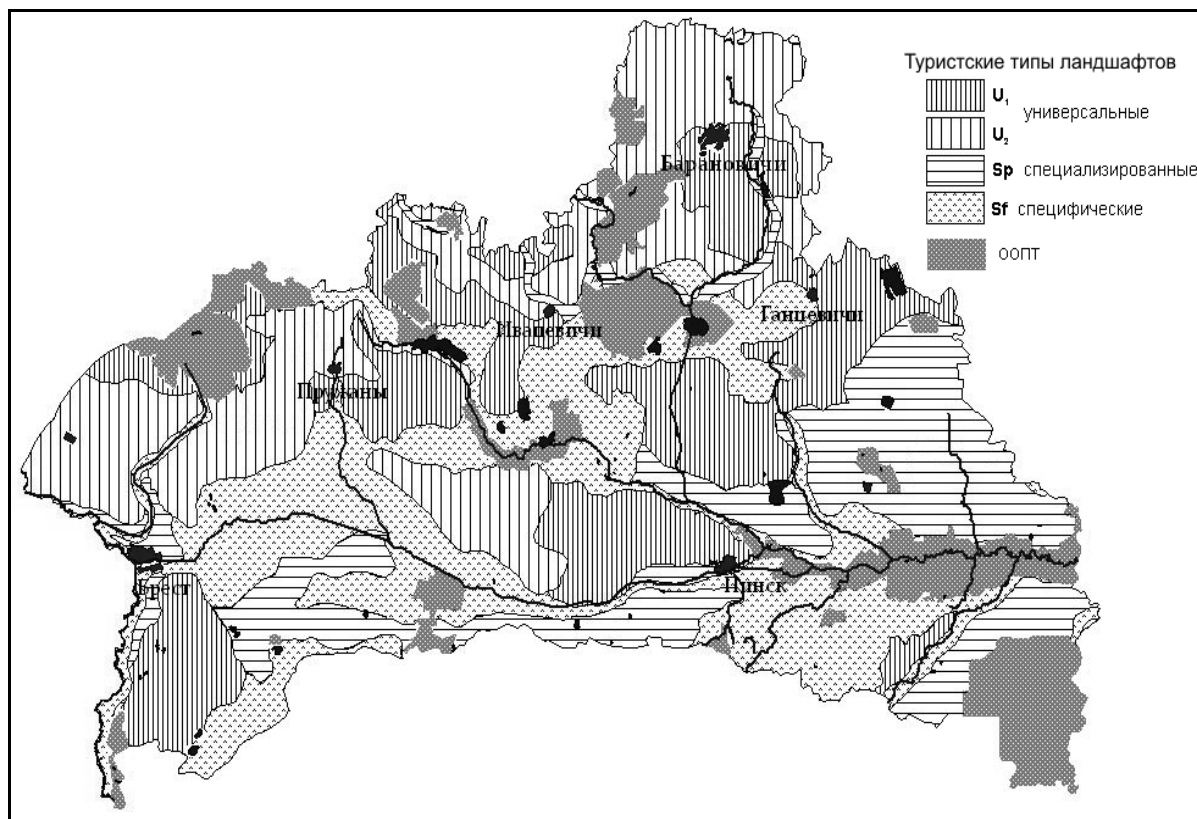 Туристские типы ландшафтов
U₁
универсальные
U₂
Sp специализированные
Sf специфические
ООПТ
Барановичи
Ивацевичи
Ганцевичи
Пружаны
Брест
Пинск